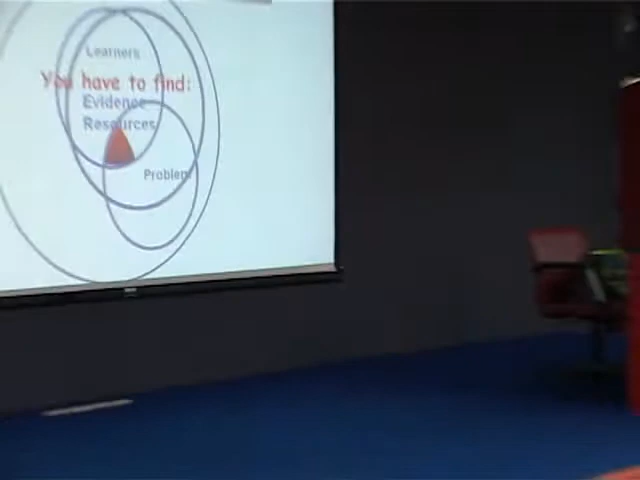 Learners
You have to find:
Evidence
Resources
Problem